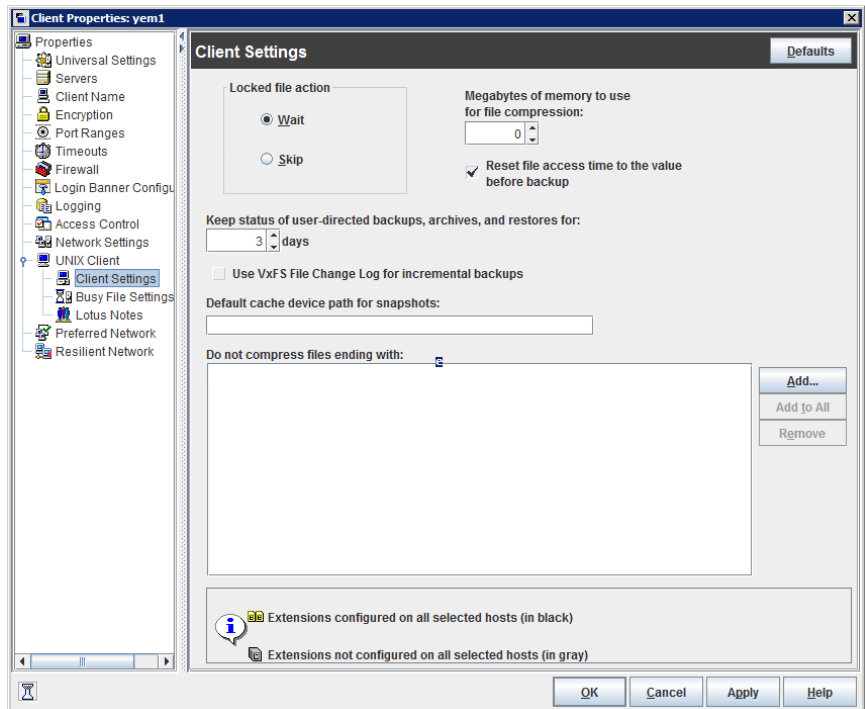 Client Properties: yem1
Properties
Universal Settings
Servers
Client Name
Encryption
Port Ranges
Timeouts
Firewall
Login Banner Configu
Logging
Access Control
Network Settings
UNIX Client
Client Settings
Busy File Settings
Lotus Notes
Preferred Network
Resilient Network
Client Settings
Defaults
Locked file action
Wait
Skip
Megabytes of memory to use
for file compression:
0
Reset file access time to the value
before backup
Keep status of user-directed backups, archives, and restores for:
3 days
Use VxFS File Change Log for incremental backups
Default cache device path for snapshots:
Do not compress files ending with:
Add...
Add to All
Remove
Extensions configured on all selected hosts (in black)
Extensions not configured on all selected hosts (in gray)
OK
Cancel
Apply
Help